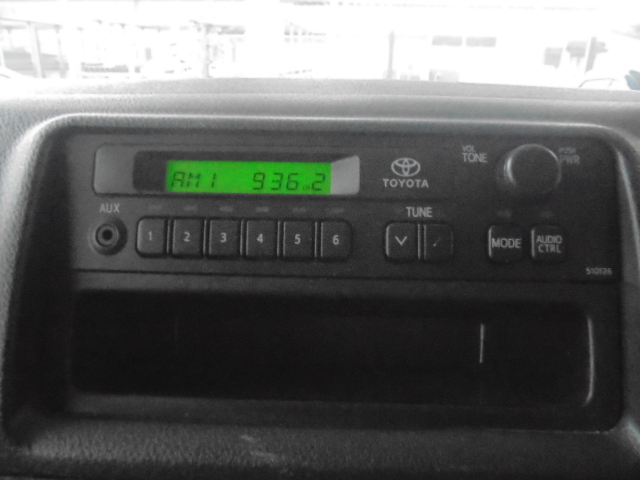 AM1 936 CH 2
TOYOTA
VOL
TONE
PUSH
PWR
AUX
1 2 3 4 5 6
TUNE
MODE
AUDIO
CTRL
510126